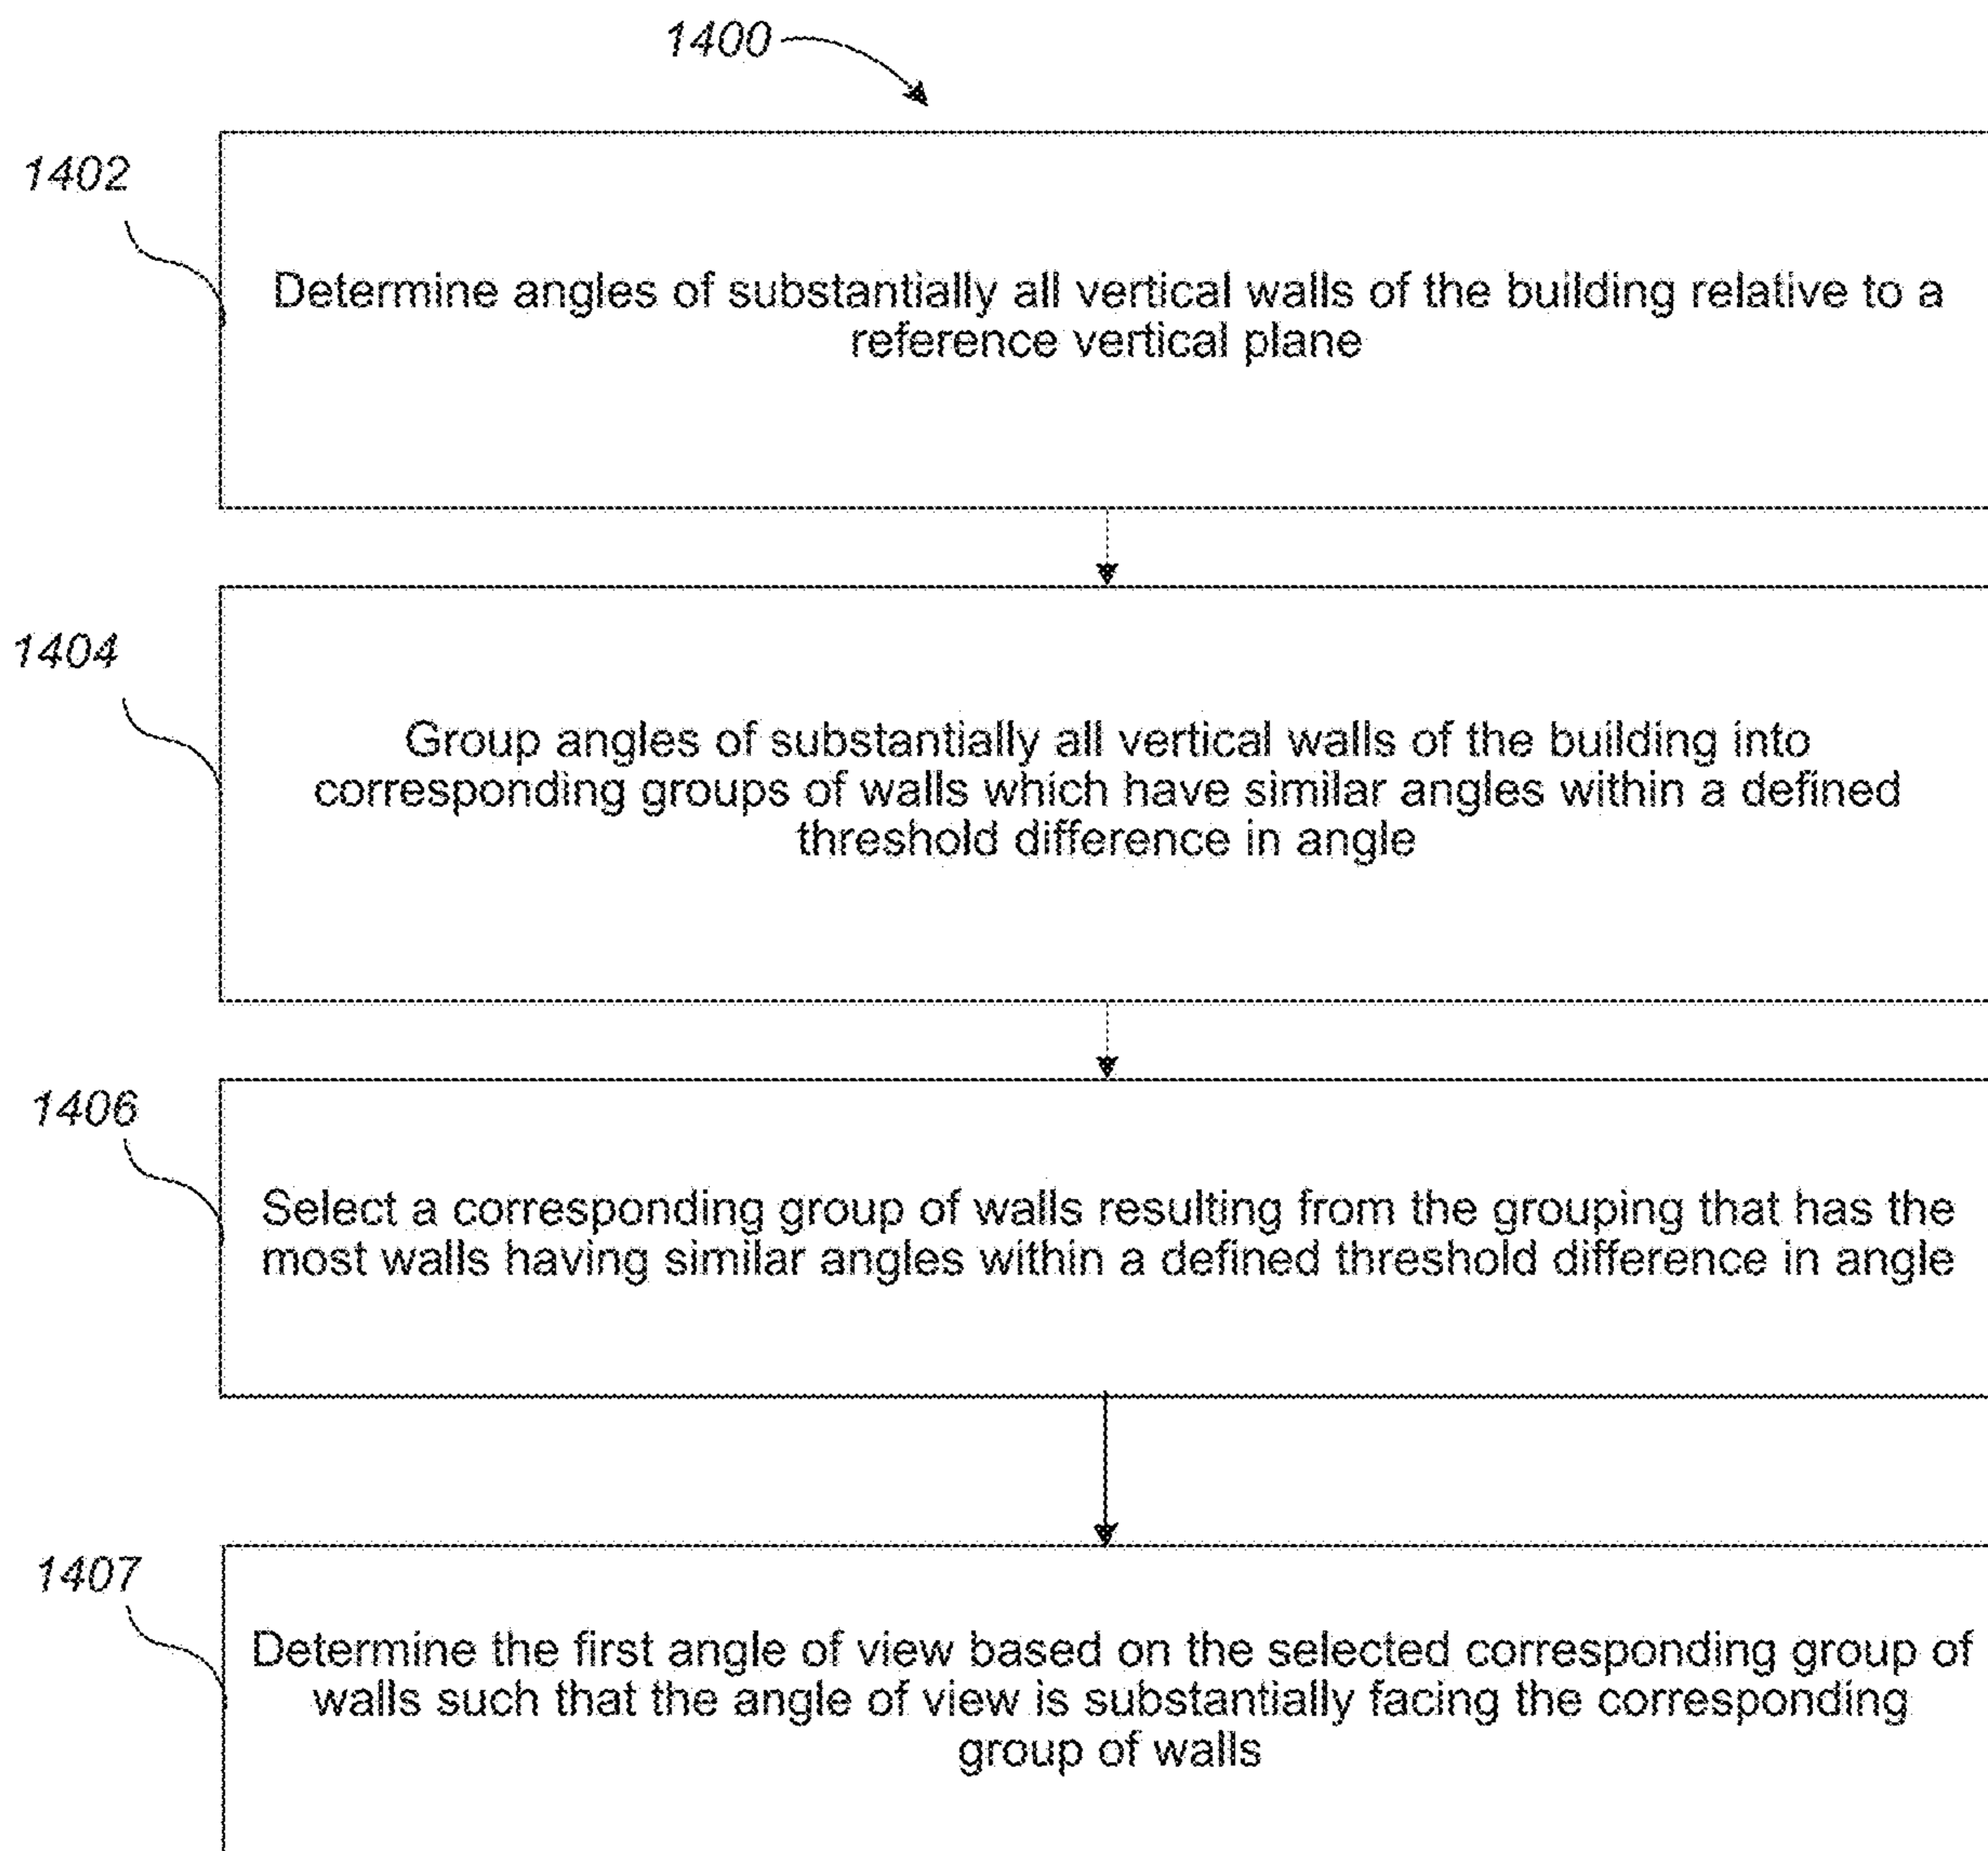 1400
1402
Determine angles of substantially all vertical walls of the building relative to a
reference vertical plane
1404
Group angles of substantially all vertical walls of the building into
corresponding groups of walls which have similar angles within a defined
threshold difference in angle
1406
Select a corresponding group of walls resulting from the grouping that has the
most walls having similar angles within a defined threshold difference in angle
1407
Determine the first angle of view based on the selected corresponding group of
walls such that the angle of view is substantially facing the corresponding
group of walls